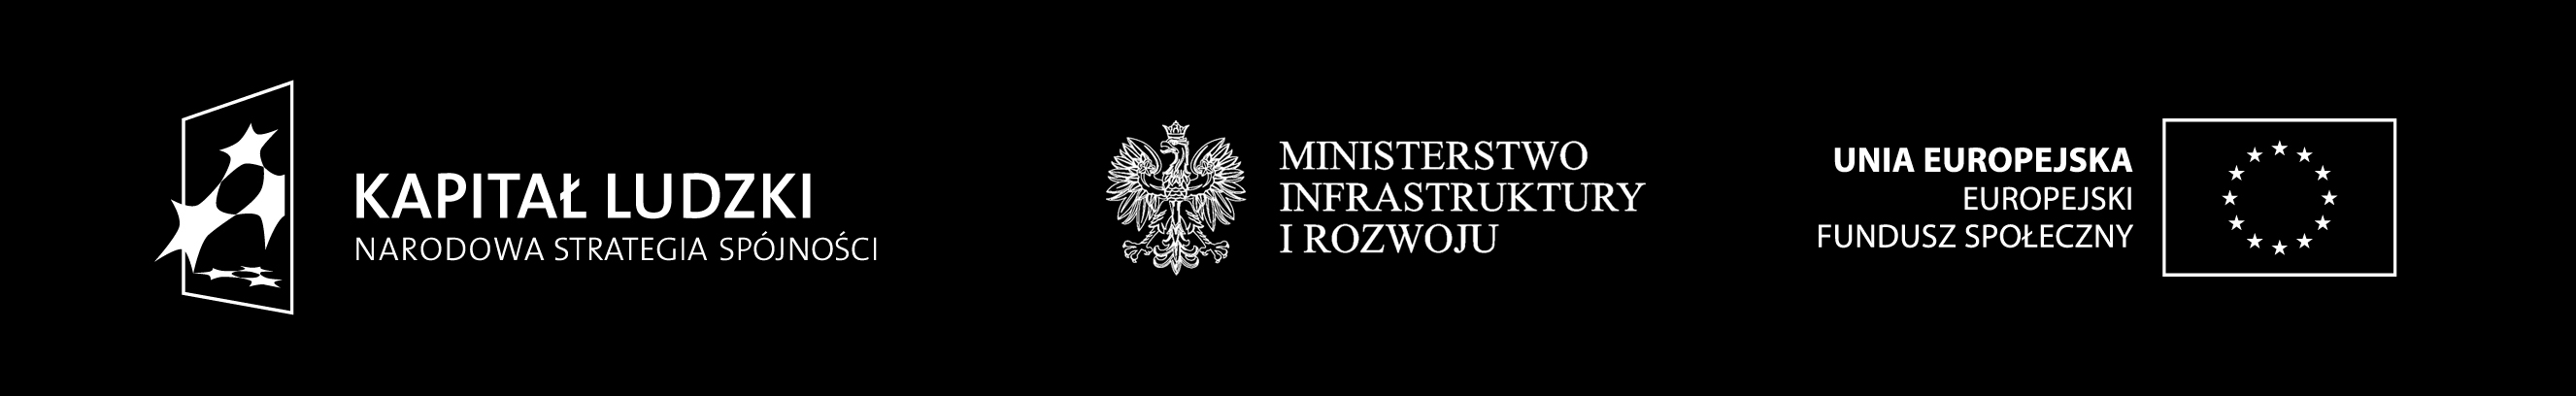 KAPITAŁ LUDZKI
NARODOWA STRATEGIA SPÓJNOŚCI
MINISTERSTWO
INFRASTRUKTURY
I ROZWOJU
UNIA EUROPEJSKA
EUROPEJSKI
FUNDUSZ SPOŁECZNY